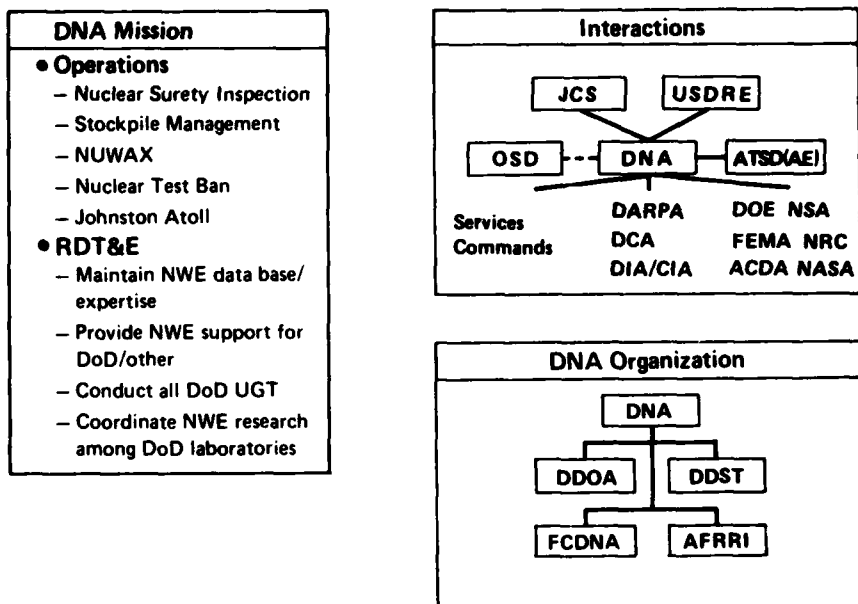 DNA Mission
• Operations
– Nuclear Surety Inspection
– Stockpile Management
– NUWAX
– Nuclear Test Ban
– Johnston Atoll
• RDT&E
– Maintain NWE data base/
expertise
– Provide NWE support for
DoD/other
– Conduct all DoD UGT
– Coordinate NWE research
among DoD laboratories
Interactions
JCS USDRE
OSD DNA ATSD(AE)
Services
Commands
DARPA
DCA
DIA/CIA
DOE NSA
FEMA NRC
ACDA NASA
DNA Organization
DNA
DDOA DDST
FCDNA AFRRI